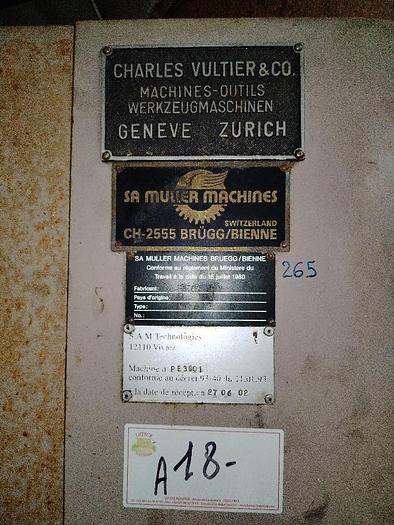 CHARLES VULTIER & CO.
MACHINES-OUTILS
WERKZEUGMASCHINEN
GENEVE ZURICH
SA MULLER MACHINES
SWITZERLAND
CH-2555 BRÜGG/BIENNE
SA MULLER MACHINES BRUEGG/BIENNE
Conforme au règlement du Ministère du
Travail à la date du 15 juillet 1980
Fabricant:
Pays d'origine:
Type:
No.:
265
S.A.M Technologies
12110 Viviez
Machine n° PE3001
conforme au décret 93/40 du 11.01.93
à la date de réception 27 06 02
A 18-